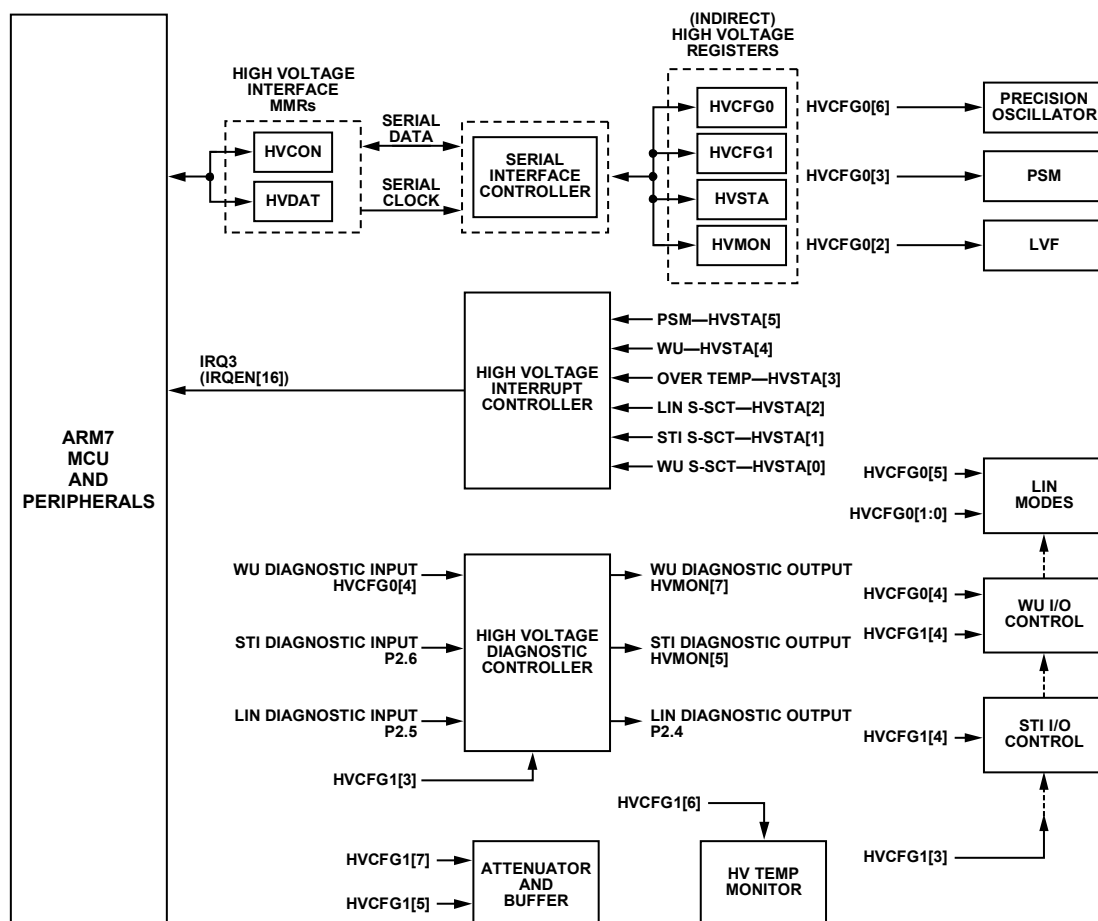 (INDIRECT)
HIGH VOLTAGE
REGISTERS
HIGH VOLTAGE
INTERFACE
MMRs
HVCON
HVDAT
SERIAL
DATA
SERIAL
CLOCK
SERIAL
INTERFACE
CONTROLLER
HVCFG0
HVCFG1
HVSTA
HVMON
HVCFG0[6]
PRECISION
OSCILLATOR
HVCFG0[3]
PSM
HVCFG0[2]
LVF
ARM7
MCU
AND
PERIPHERALS
IRQ3
(IRQEN[16])
HIGH VOLTAGE
INTERRUPT
CONTROLLER
PSM—HVSTA[5]
WU—HVSTA[4]
OVER TEMP—HVSTA[3]
LIN S-SCT—HVSTA[2]
STI S-SCT—HVSTA[1]
WU S-SCT—HVSTA[0]
HVCFG0[5]
HVCFG0[1:0]
LIN
MODES
WU DIAGNOSTIC INPUT
HVCFG0[4]
STI DIAGNOSTIC INPUT
P2.6
LIN DIAGNOSTIC INPUT
P2.5
HVCFG1[3]
HIGH VOLTAGE
DIAGNOSTIC
CONTROLLER
WU DIAGNOSTIC OUTPUT
HVMON[7]
STI DIAGNOSTIC OUTPUT
HVMON[5]
LIN DIAGNOSTIC OUTPUT
P2.4
HVCFG0[4]
HVCFG1[4]
WU I/O
CONTROL
HVCFG1[4]
STI I/O
CONTROL
HVCFG1[3]
HVCFG1[7]
HVCFG1[5]
ATTENUATOR
AND
BUFFER
HVCFG1[6]
HV TEMP
MONITOR